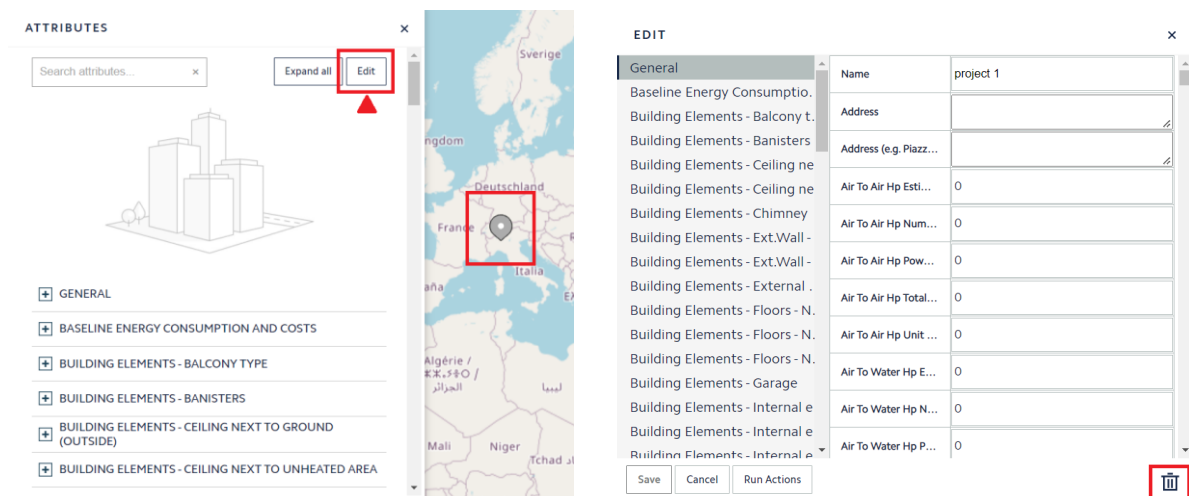 ATTRIBUTES
×
Search attributes...
×
Expand all
Edit
GENERAL
BASELINE ENERGY CONSUMPTION AND COSTS
BUILDING ELEMENTS - BALCONY TYPE
BUILDING ELEMENTS - BANISTERS
BUILDING ELEMENTS - CEILING NEXT TO GROUND
(OUTSIDE)
BUILDING ELEMENTS - CEILING NEXT TO UNHEATED AREA
Sverige
ngdom
Deutschland
France
Italia
aña
Algérie /
الجزائر
ليبيا
Mali
Niger
Tchad
EDIT
×
General
Baseline Energy Consumptio.
Building Elements - Balcony t.
Building Elements - Banisters
Building Elements - Ceiling ne
Building Elements - Ceiling ne
Building Elements - Chimney
Building Elements - Ext.Wall -
Building Elements - Ext.Wall -
Building Elements - External .
Building Elements - Floors - N.
Building Elements - Floors - N.
Building Elements - Floors - N.
Building Elements - Garage
Building Elements - Internal e
Building Elements - Internal e
Building Elements - Internal e
Name
project 1
Address
Address (e.g. Piazz...
Air To Air Hp Esti...
0
Air To Air Hp Num...
0
Air To Air Hp Pow...
0
Air To Air Hp Total...
0
Air To Air Hp Unit ...
0
Air To Water Hp E...
0
Air To Water Hp N...
0
Air To Water Hp P...
0
Save
Cancel
Run Actions